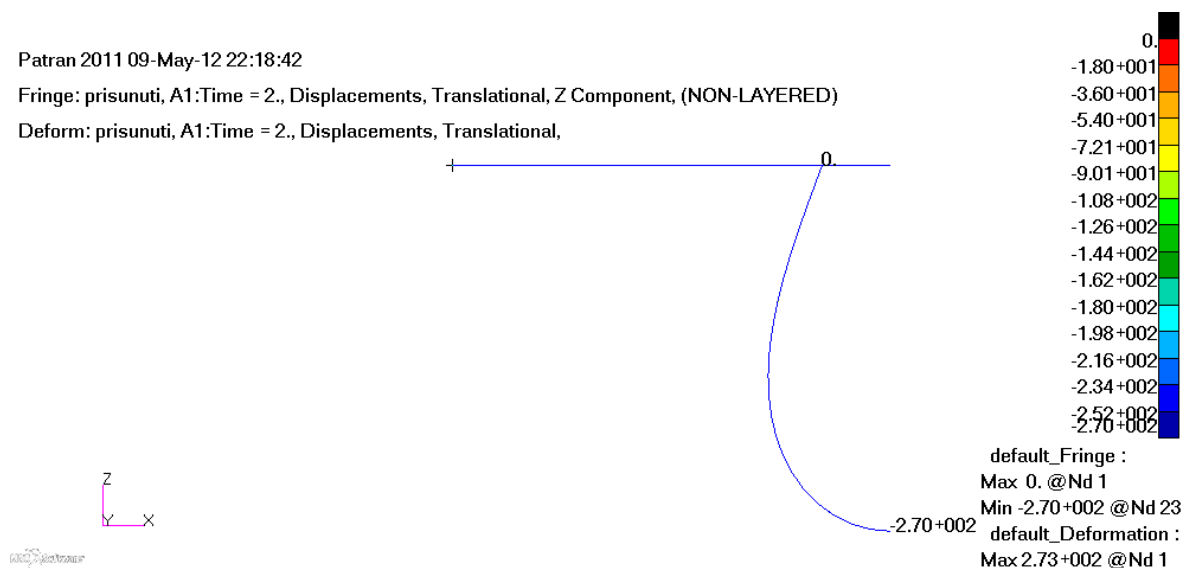 Patran 2011 09-May-12 22:18:42
Fringe: prisunuti, A1:Time = 2., Displacements, Translational, Z Component, (NON-LAYERED)
Deform: prisunuti, A1:Time = 2., Displacements, Translational,
0.
-2.70+002
Z
Y
X
0.
-1.80+001
-3.60+001
-5.40+001
-7.21+001
-9.01+001
-1.08+002
-1.26+002
-1.44+002
-1.62+002
-1.80+002
-1.98+002
-2.16+002
-2.34+002
-2.52+002
-2.70+002
default_Fringe :
Max 0. @Nd 1
Min -2.70+002 @Nd 23
default_Deformation :
Max 2.73+002 @Nd 1
MSC Software